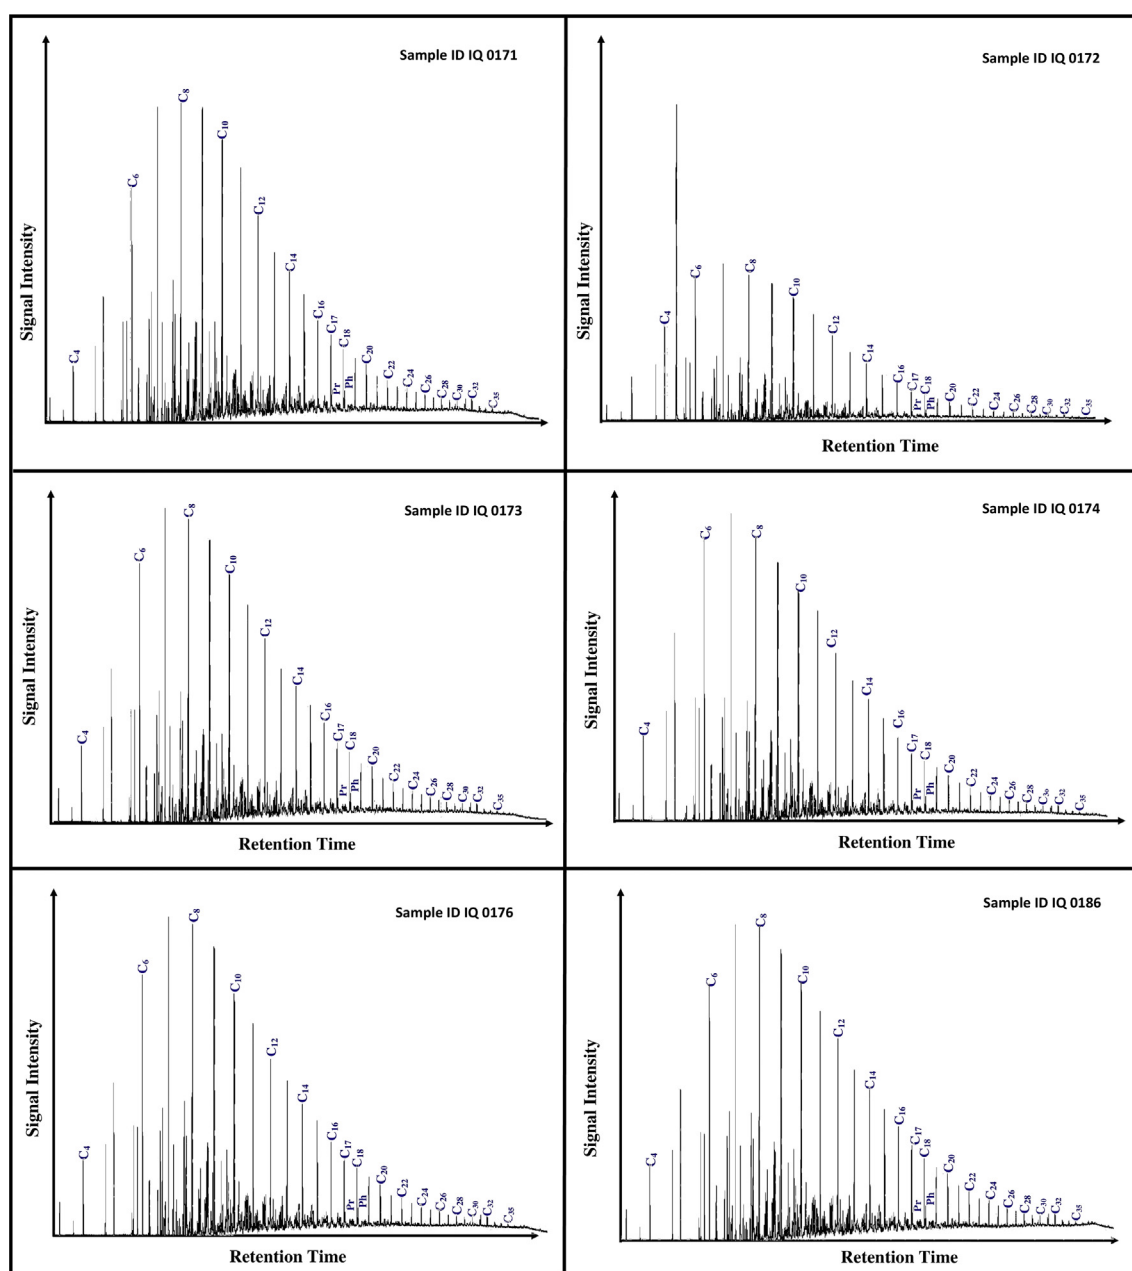 Sample ID IQ 0171
Signal Intensity
C4
C6
C8
C10
C12
C14
C16
C17
C18
Pr
Ph
C20
C22
C24
C26
C28
C30
C32
C35
Sample ID IQ 0172
Signal Intensity
C4
C6
C8
C10
C12
C14
C16
C17
C18
Pr
Ph
C20
C22
C24
C26
C28
C30
C32
C35
Retention Time
Sample ID IQ 0173
Signal Intensity
C4
C6
C8
C10
C12
C14
C16
C17
C18
Pr
Ph
C20
C22
C24
C26
C28
C30
C32
C35
Retention Time
Sample ID IQ 0174
Signal Intensity
C4
C6
C8
C10
C12
C14
C16
C17
C18
Pr
Ph
C20
C22
C24
C26
C28
C3o
C32
C35
Retention Time
Sample ID IQ 0176
Signal Intensity
C4
C6
C8
C10
C12
C14
C16
C17
C18
Pr
Ph
C20
C22
C24
C26
C28
C30
C32
C35
Retention Time
Sample ID IQ 0186
Signal Intensity
C4
C6
C8
C10
C12
C14
C16
C17
C18
Pr
Ph
C20
C22
C24
C26
C28
C30
C32
C35
Retention Time